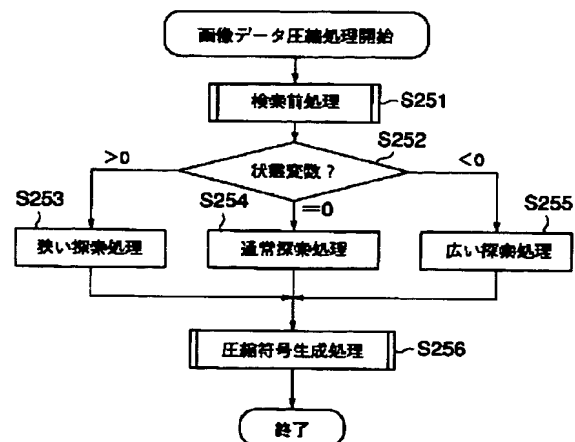 画像データ圧縮処理開始
検索前処理
S251
S252
状態変数?
>0
<0
=0
S253
S254
S255
狭い探索処理
通常探索処理
広い探索処理
圧縮符号生成処理
S256
終了